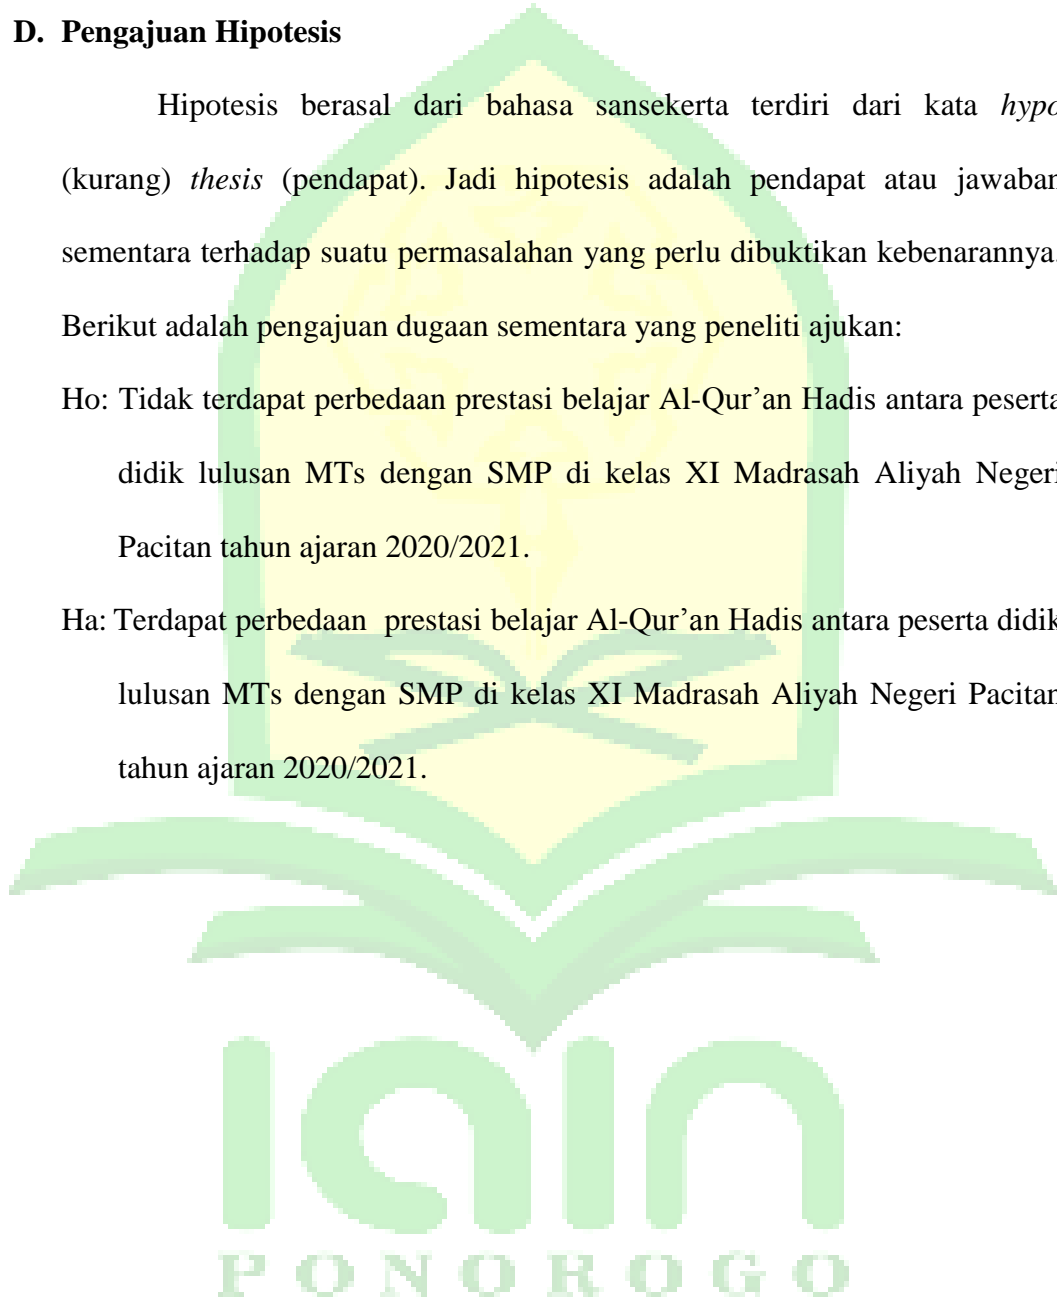 D. Pengajuan Hipotesis
Hipotesis berasal dari bahasa sansekerta terdiri dari kata hypo
(kurang) thesis (pendapat). Jadi hipotesis adalah pendapat atau jawaban
sementara terhadap suatu permasalahan yang perlu dibuktikan kebenarannya.
Berikut adalah pengajuan dugaan sementara yang peneliti ajukan:
Ho: Tidak terdapat perbedaan prestasi belajar Al-Qur’an Hadis antara peserta
didik lulusan MTs dengan SMP di kelas XI Madrasah Aliyah Negeri
Pacitan tahun ajaran 2020/2021.
Ha: Terdapat perbedaan  prestasi belajar Al-Qur’an Hadis antara peserta didik
lulusan MTs dengan SMP di kelas XI Madrasah Aliyah Negeri Pacitan
tahun ajaran 2020/2021.
IAIN
PONOROGO